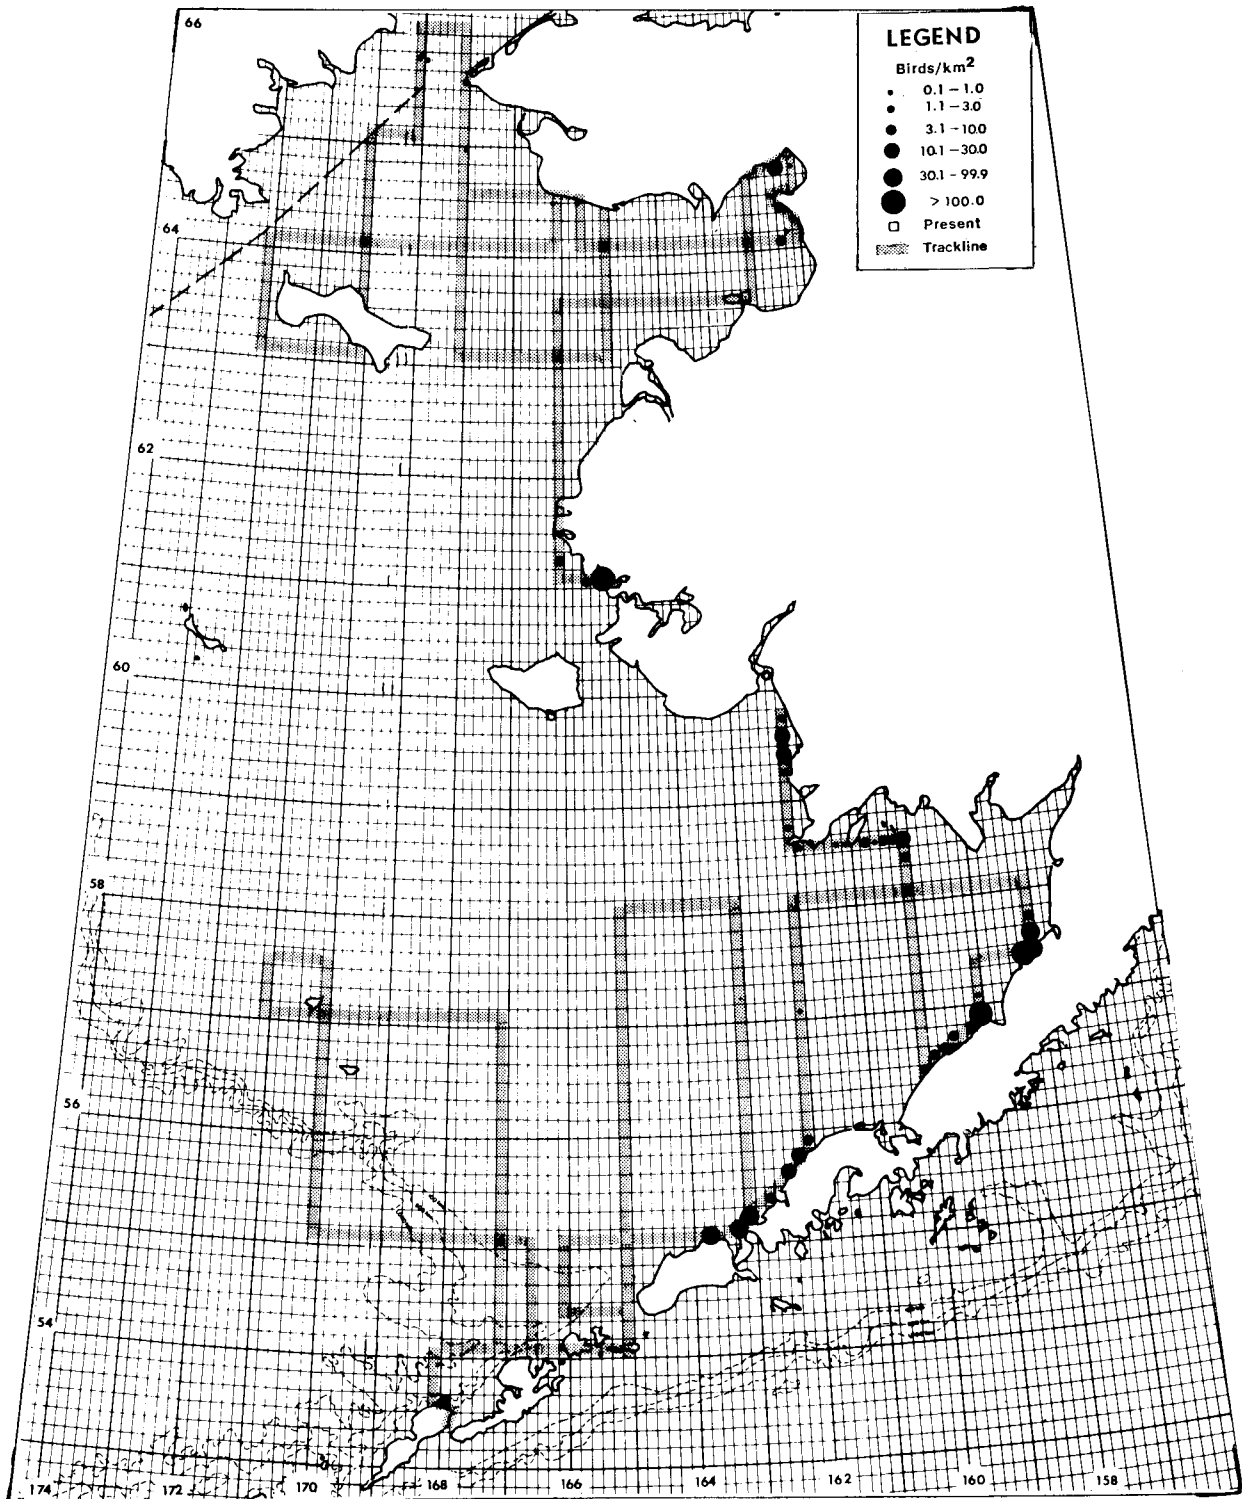 66
LEGEND
Birds/km2
0.1 – 1.0
1.1 – 3.0
3.1 – 10.0
10.1 – 30.0
30.1 – 99.9
> 100.0
Present
Trackline
64
62
60
58
56
54
174 172 170 168 166 164 162 160 158